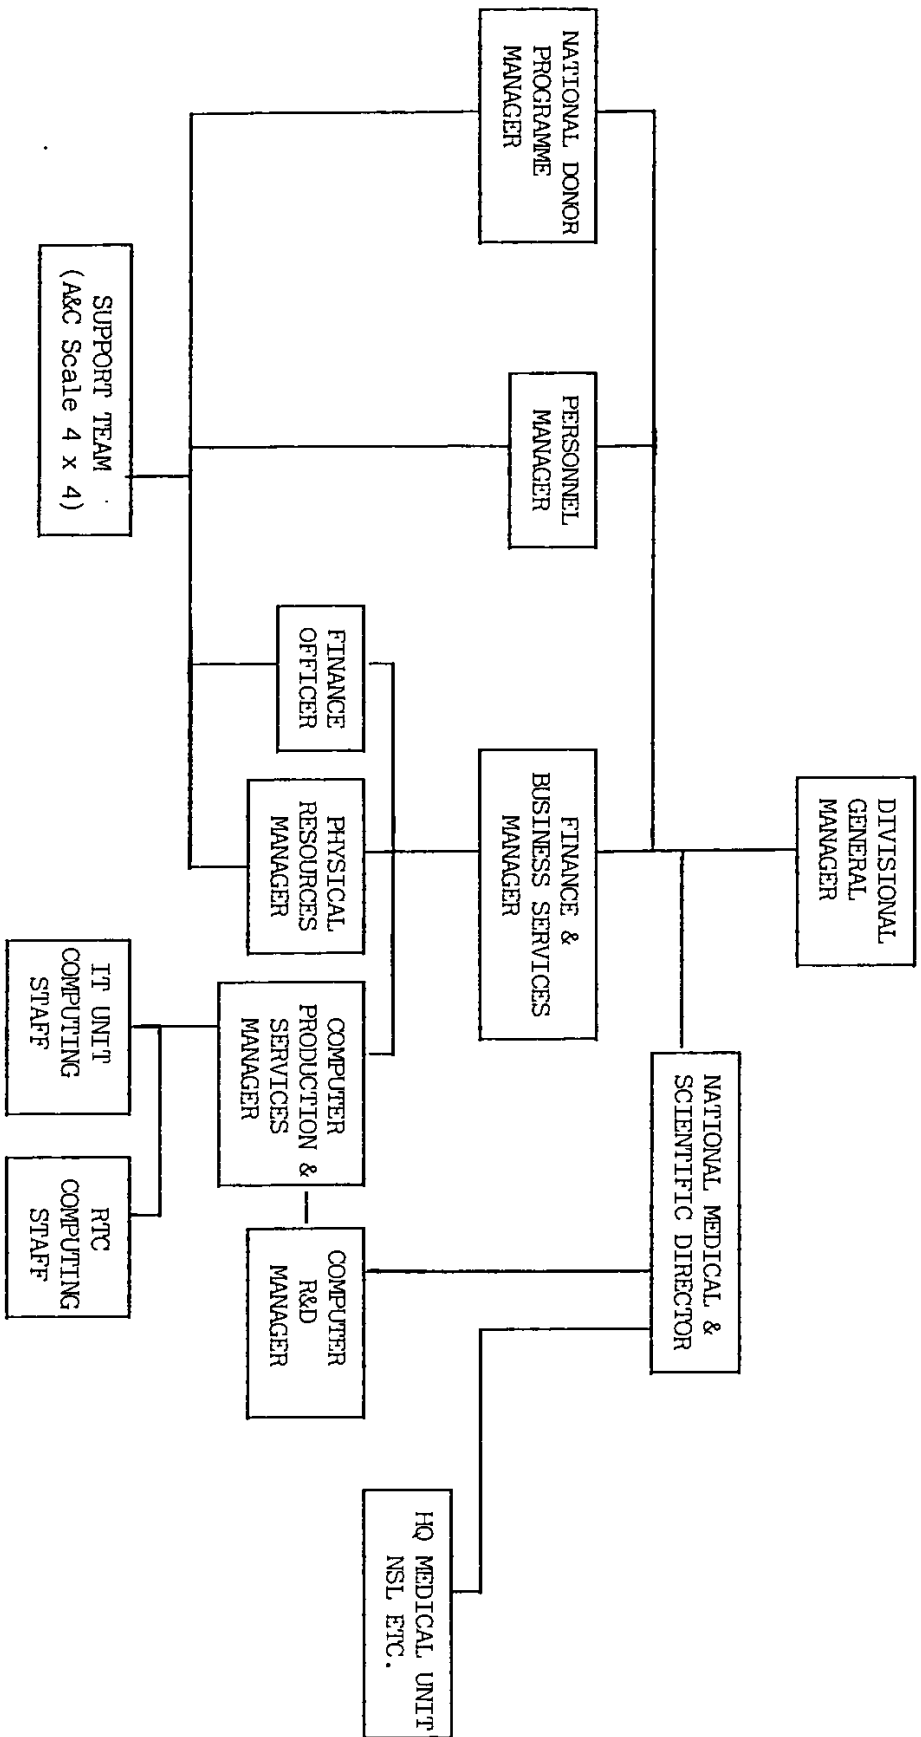 DIVISIONAL
GENERAL
MANAGER
NATIONAL MEDICAL &
SCIENTIFIC DIRECTOR
NATIONAL DONOR
PROGRAMME
MANAGER
PERSONNEL
MANAGER
FINANCE &
BUSINESS SERVICES
MANAGER
HQ MEDICAL UNIT
NSL ETC.
FINANCE
OFFICER
PHYSICAL
RESOURCES
MANAGER
COMPUTER
PRODUCTION &
SERVICES
MANAGER
COMPUTER
R&D
MANAGER
SUPPORT TEAM
(A&C Scale 4 x 4)
IT UNIT
COMPUTING
STAFF
RTC
COMPUTING
STAFF